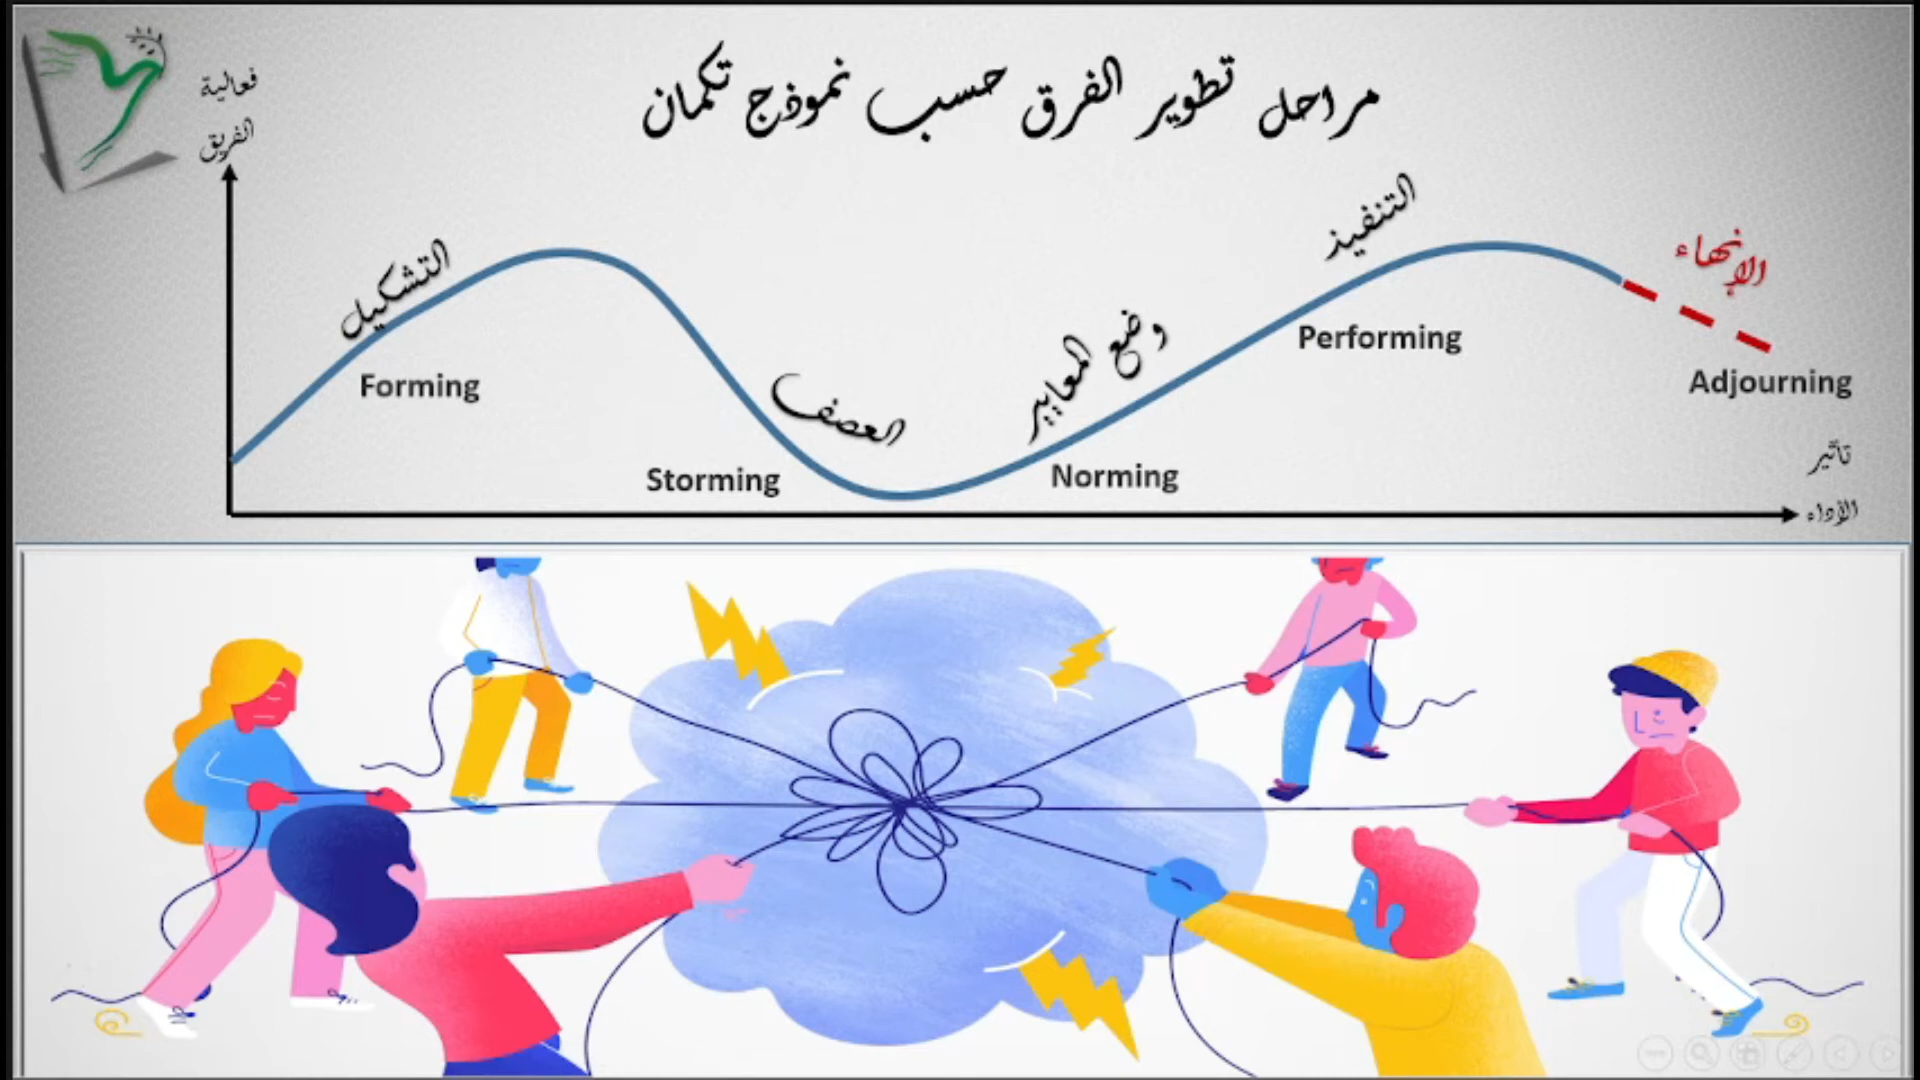 مراحل تطوير الفرق حسب نموذج تكمان
فعالية
الفريق
التشكيل
Forming
العصف
Storming
وضع المعايير
Norming
التنفيذ
Performing
الإنهاء
Adjourning
تأثير
الأداء